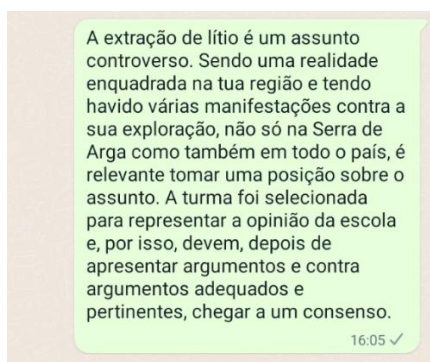 A extração de lítio é um assunto
controverso. Sendo uma realidade
enquadrada na tua região e tendo
havido várias manifestações contra a
sua exploração, não só na Serra de
Arga como também em todo o país, é
relevante tomar uma posição sobre o
assunto. A turma foi selecionada
para representar a opinião da escola
e, por isso, devem, depois de
apresentar argumentos e contra
argumentos adequados e
pertinentes, chegar a um consenso.
16:05